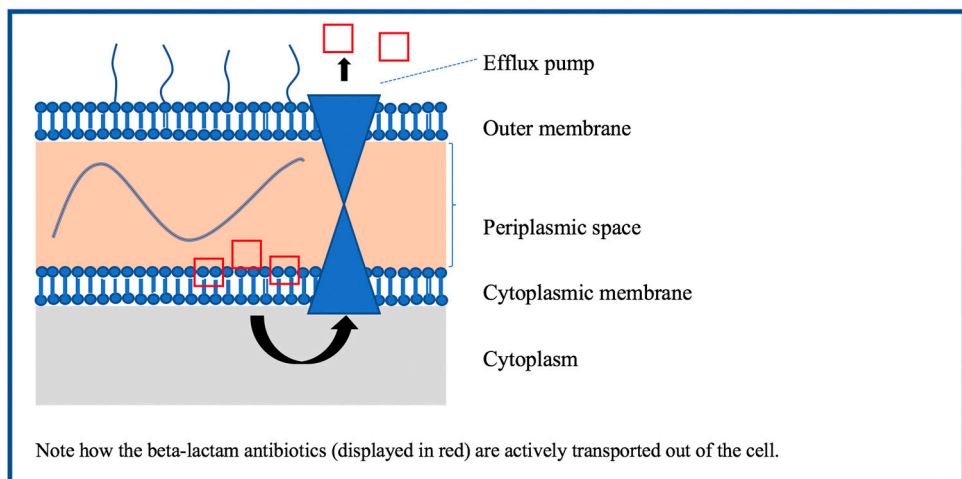 Efflux pump
Outer membrane
Periplasmic space
Cytoplasmic membrane
Cytoplasm
Note how the beta-lactam antibiotics (displayed in red) are actively transported out of the cell.